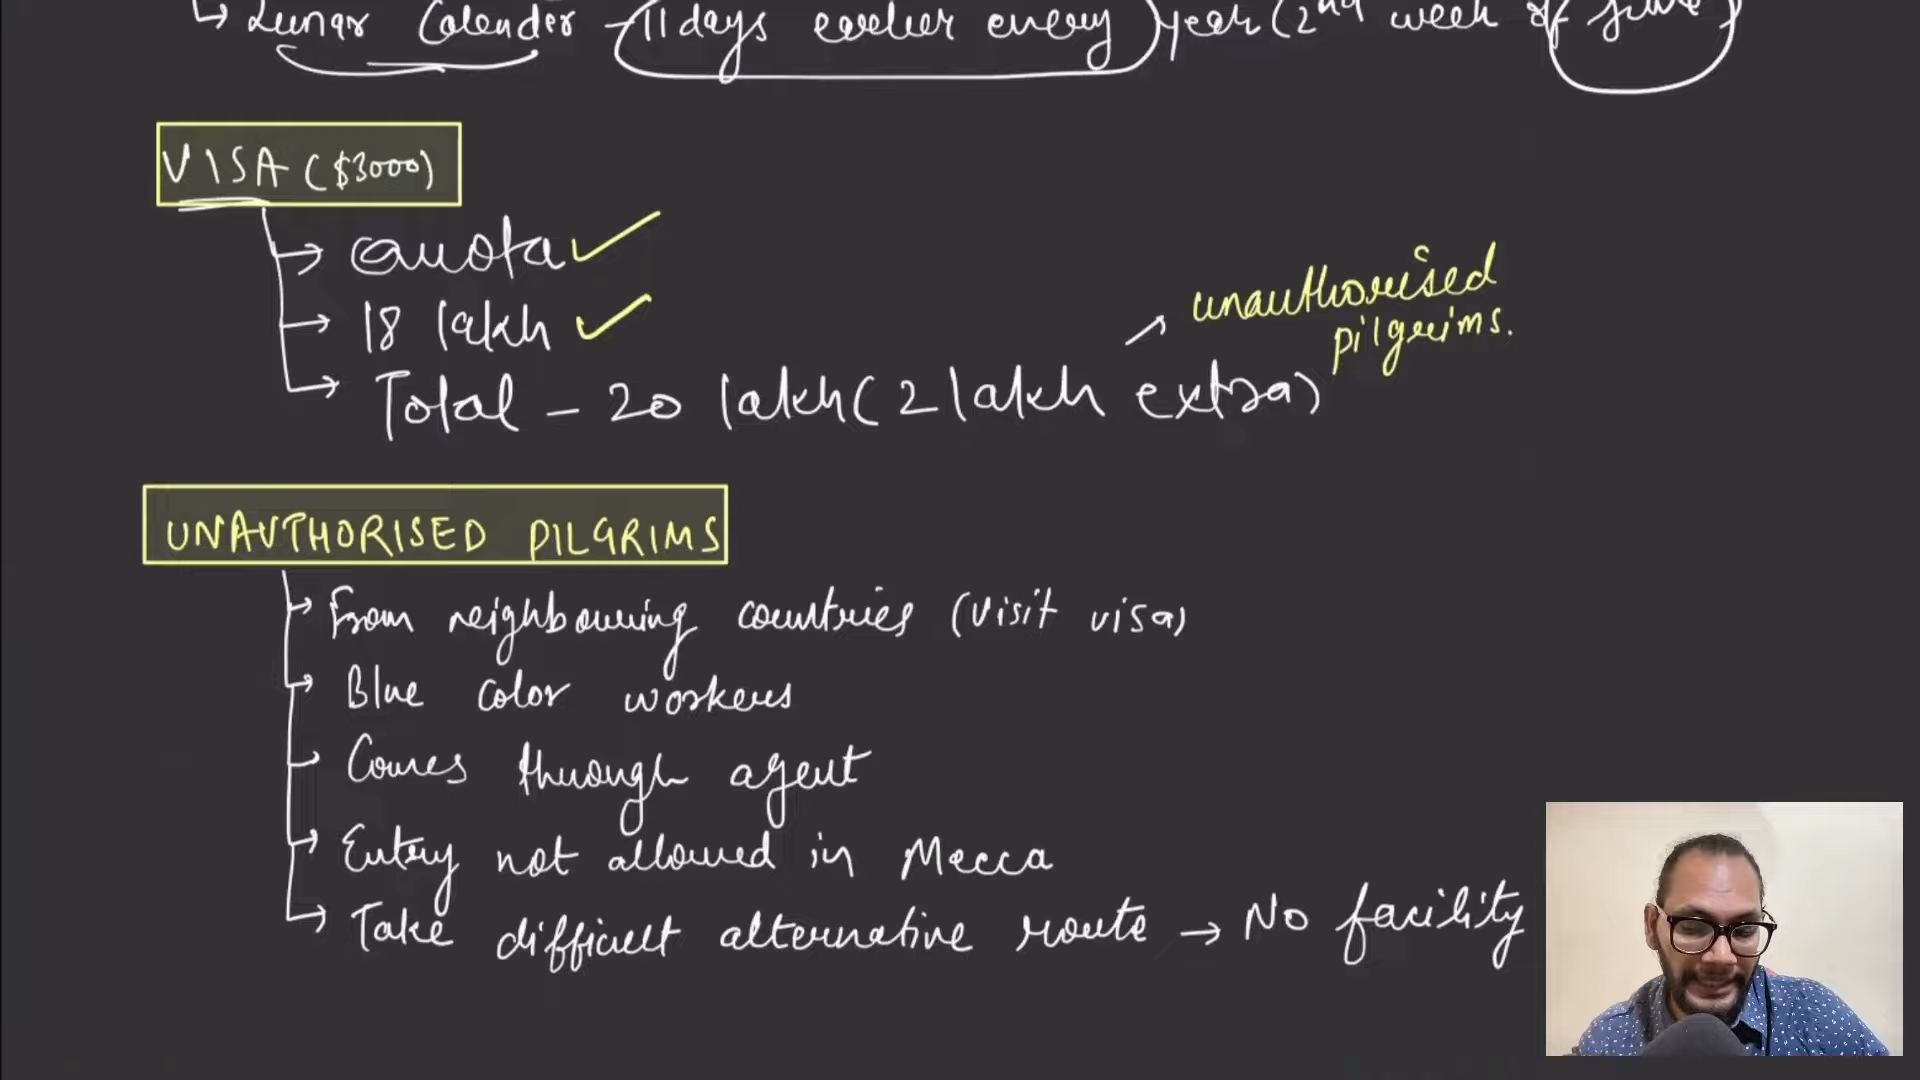 ↳ Lunar Calender - 11 days earlier every year (2nd week of June)
VISA ($3000)
→ Quota ✓
→ 18 lakh ✓
unauthorised
pilgrims.
→ Total - 20 lakh (2 lakh extra)
UNAUTHORISED PILGRIMS
→ From neighbouring countries (visit visa)
→ Blue color workers
→ Comes through agent
→ Entry not allowed in Mecca
→ Take difficult alternative route → No facility